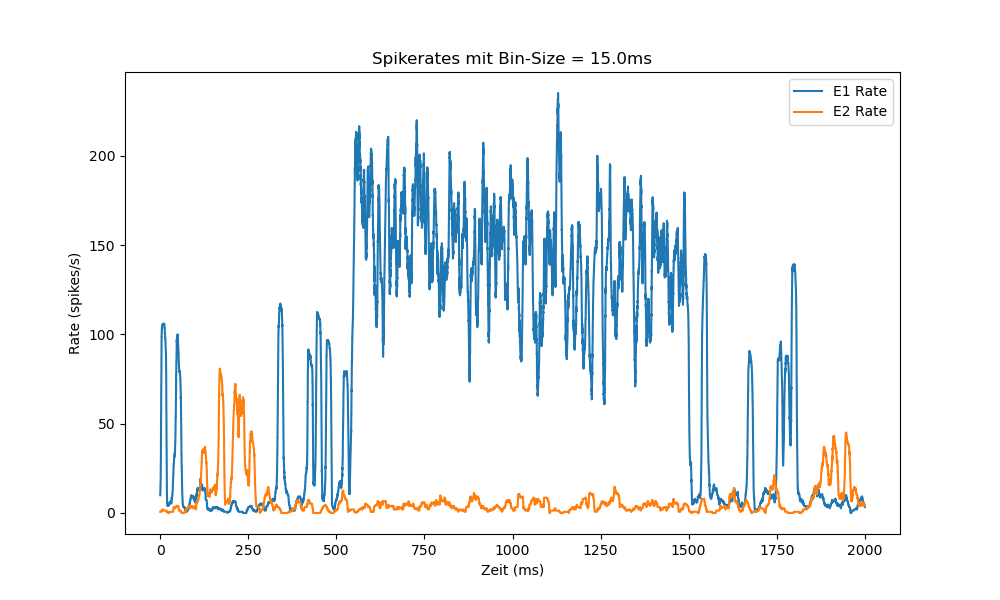 Spikerates mit Bin-Size = 15.0ms
E1 Rate
E2 Rate
Rate (spikes/s)
200
150
100
50
0
0 250 500 750 1000 1250 1500 1750 2000
Zeit (ms)